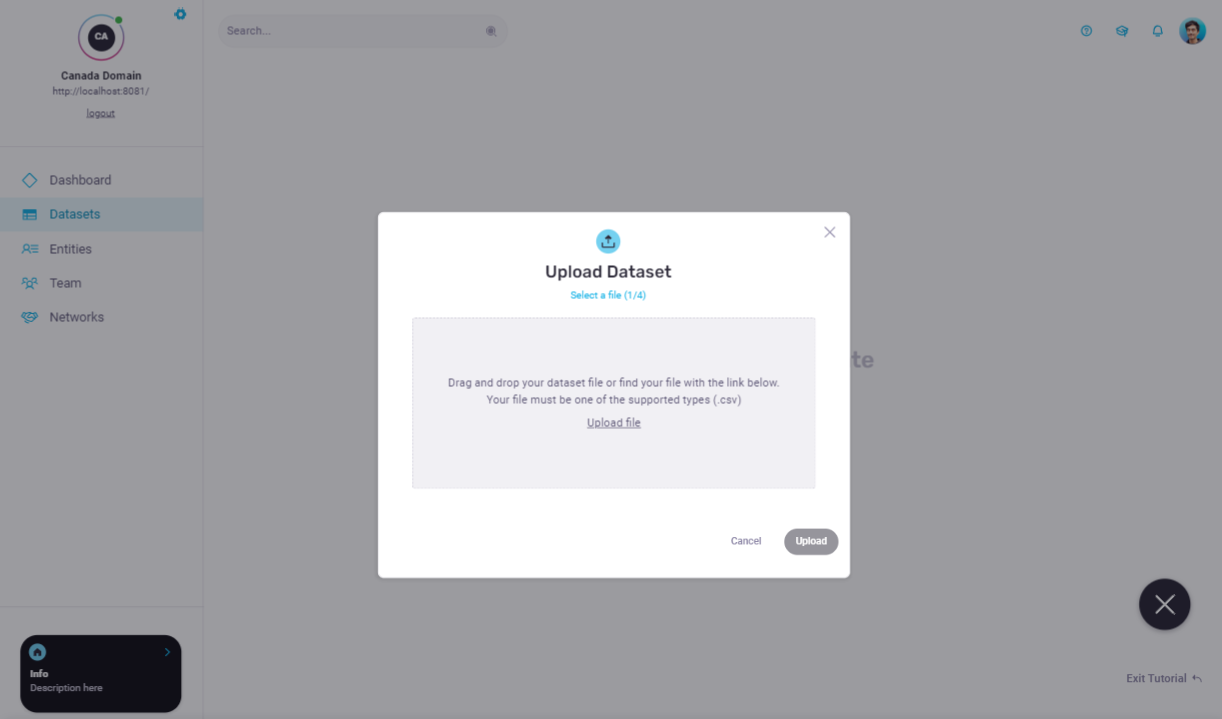 CA
Canada Domain
http://localhost:8081/
logout
Search...
Dashboard
Datasets
Entities
Team
Networks
Upload Dataset
Select a file (1/4)
Drag and drop your dataset file or find your file with the link below.
Your file must be one of the supported types (.csv)
Upload file
Cancel
Upload
te
Info
Description here
Exit Tutorial